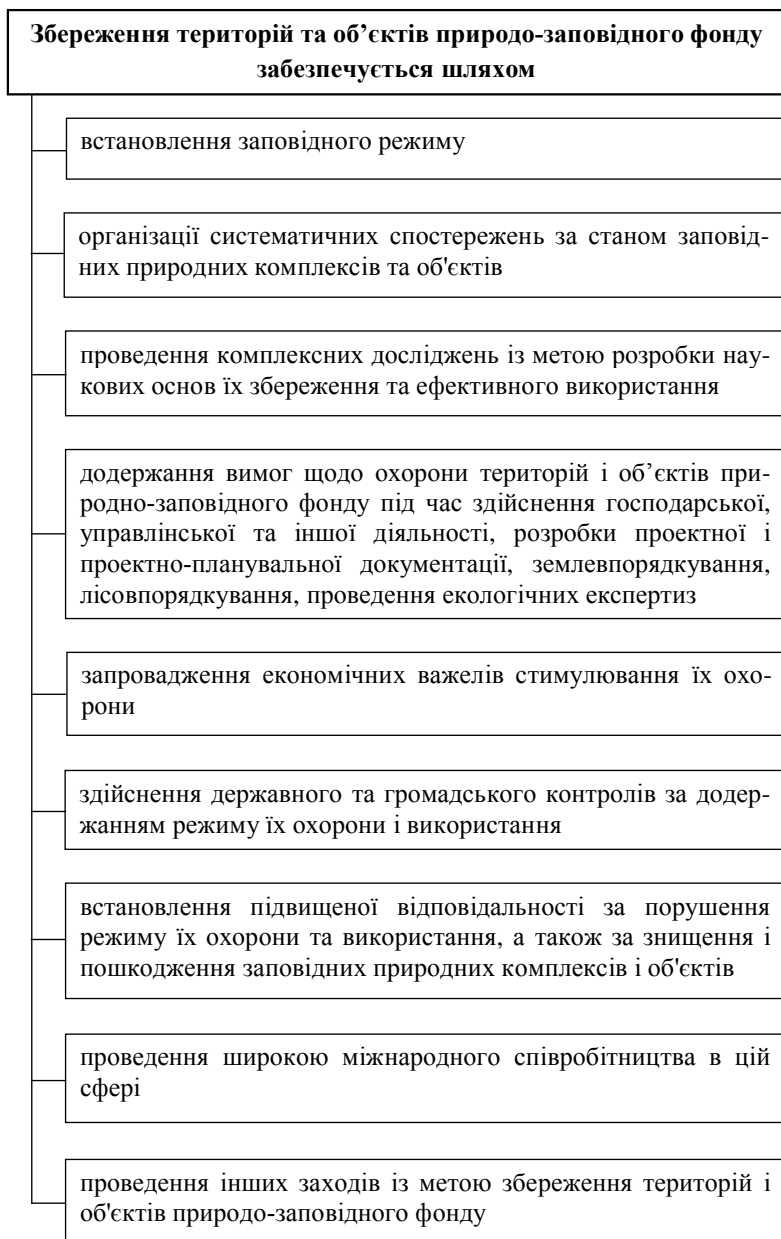 Збереження територій та об’єктів природо-заповідного фонду
забезпечується шляхом
встановлення заповідного режиму
організації систематичних спостережень за станом заповід-
них природних комплексів та об'єктів
проведення комплексних досліджень із метою розробки нау-
кових основ їх збереження та ефективного використання
додержання вимог щодо охорони територій і об’єктів при-
родно-заповідного фонду під час здійснення господарської,
управлінської та іншої діяльності, розробки проектної і
проектно-планувальної документації, землевпорядкування,
лісовпорядкування, проведення екологічних експертиз
запровадження економічних важелів стимулювання їх охо-
рони
здійснення державного та громадського контролів за додер-
жанням режиму їх охорони і використання
встановлення підвищеної відповідальності за порушення
режиму їх охорони та використання, а також за знищення і
пошкодження заповідних природних комплексів і об'єктів
проведення широкою міжнародного співробітництва в цій
сфері
проведення інших заходів із метою збереження територій і
об'єктів природо-заповідного фонду